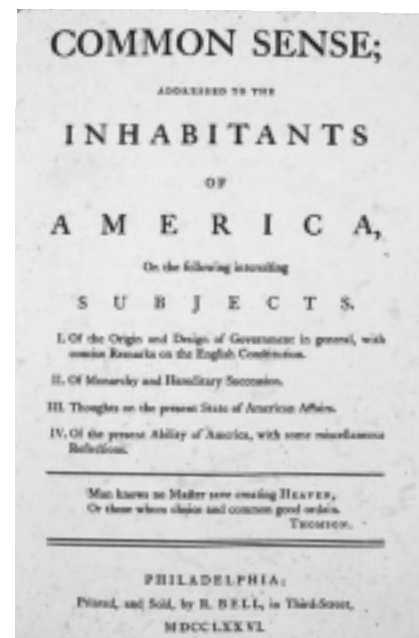 COMMON SENSE;
ADDRESSED TO THE
INHABITANTS
OF
AMERICA,
On the following interesting
SUBJECTS.
I. Of the Origin and Design of Government in general, with
concise Remarks on the English Constitution.
II. Of Monarchy and Hereditary Succession.
III. Thoughts on the present State of American Affairs.
IV. Of the present Ability of America, with some miscellaneous
Reflections.
Man knows no Master save creating HEAVEN,
Or those whom choice and common good ordain.
THOMSON.
PHILADELPHIA;
Printed, and Sold, by R. BELL, in Third-Street,
MDCCLXXVI.